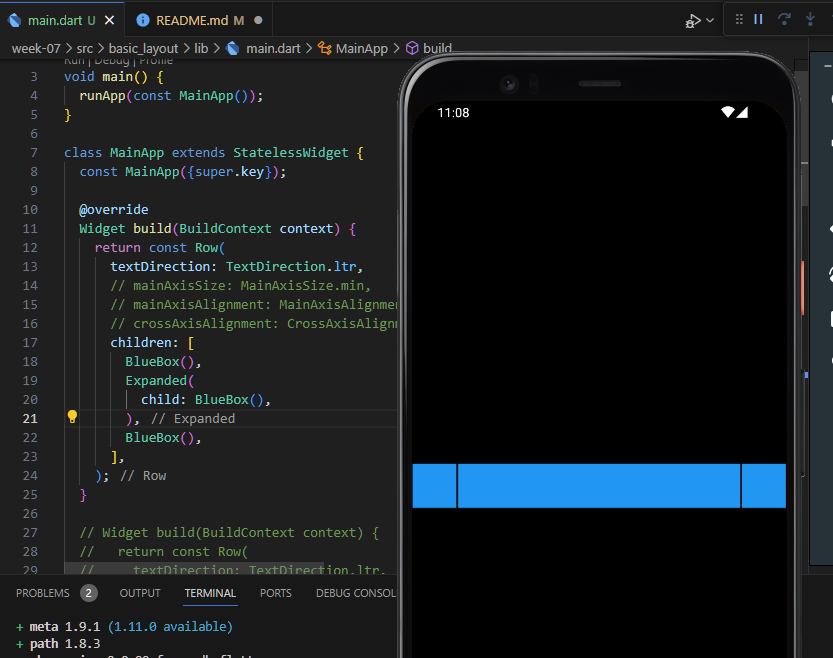 main.dart U
README.md M
week-07 > src > basic_layout > lib > main.dart > MainApp > build
Run | Debug | Profile
3 void main() {
4 runApp(const MainApp());
5 }
6
7 class MainApp extends StatelessWidget {
8 const MainApp({super.key});
9
10 @override
11 Widget build(BuildContext context) {
12 return const Row(
13 textDirection: TextDirection.ltr,
14 // mainAxisSize: MainAxisSize.min,
15 // mainAxisAlignment: MainAxisAlignme
16 // crossAxisAlignment: CrossAxisAlign
17 children: [
18 BlueBox(),
19 Expanded(
20 child: BlueBox(),
21 ), // Expanded
22 BlueBox(),
23 ],
24 ); // Row
25 }
26
27 // Widget build(BuildContext context) {
28 // return const Row(
29 // textDirection: TextDirection.ltr,
11:08
PROBLEMS 2 OUTPUT TERMINAL PORTS DEBUG CONSOL
+ meta 1.9.1 (1.11.0 available)
+ path 1.8.3